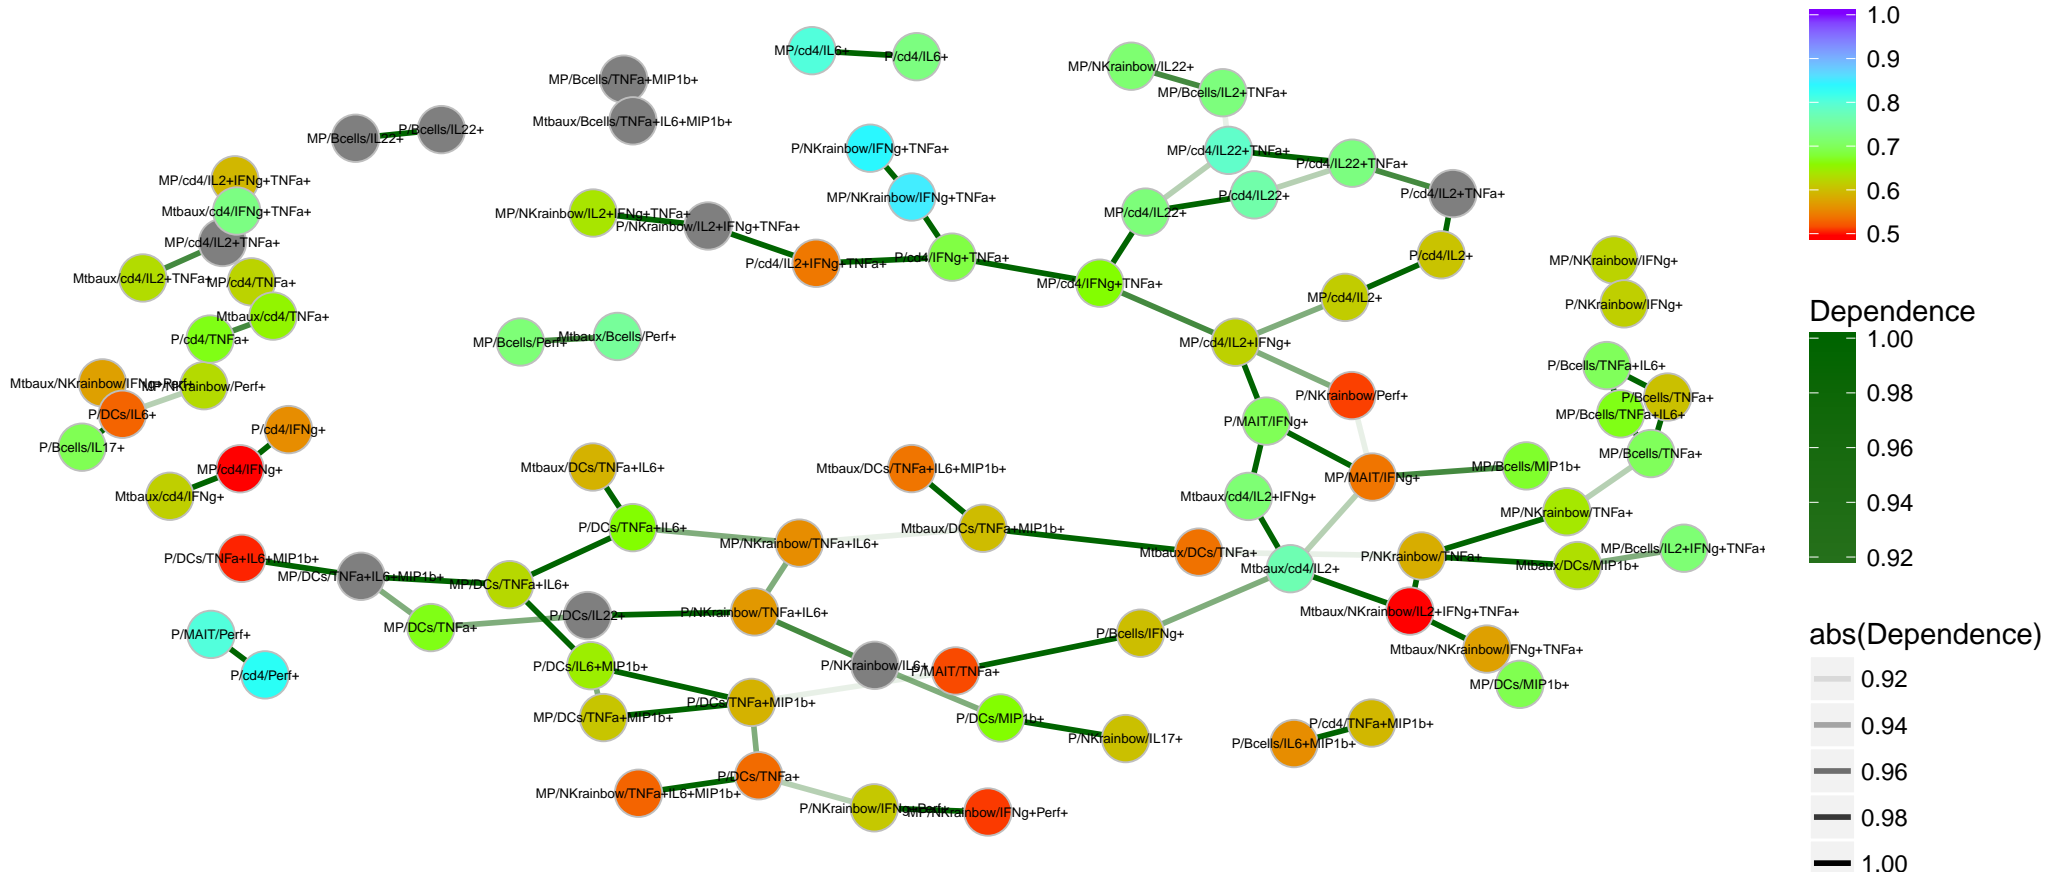 MP/cd4/IL6+
P/cd4/IL6+
MP/NKrainbow/IL22+
MP/Bcells/IL2+TNFa+
MP/Bcells/TNFa+MIP1b+
Mtbaux/Bcells/TNFa+IL6+MIP1b+
MP/Bcells/IL22+
P/Bcells/IL22+
P/NKrainbow/IFNg+TNFa+
MP/NKrainbow/IFNg+TNFa+
MP/cd4/IL22+TNFa+
P/cd4/IL22+TNFa+
P/cd4/IL22+
MP/cd4/IL22+
P/cd4/IL2+TNFa+
P/cd4/IL2+
MP/cd4/IL2+
MP/cd4/IL2+IFNg+TNFa+
Mtbaux/cd4/IFNg+TNFa+
MP/cd4/IL2+TNFa+
Mtbaux/cd4/IL2+TNFa+
MP/cd4/TNFa+
Mtbaux/cd4/TNFa+
P/cd4/TNFa+
MP/NKrainbow/IL2+IFNg+TNFa+
P/NKrainbow/IL2+IFNg+TNFa+
P/cd4/IL2+IFNg+TNFa+
P/cd4/IFNg+TNFa+
MP/cd4/IFNg+TNFa+
MP/cd4/IL2+IFNg+
MP/NKrainbow/IFNg+
P/NKrainbow/IFNg+
MP/Bcells/Perf+
Mtbaux/Bcells/Perf+
P/Bcells/TNFa+IL6+
P/Bcells/TNFa+
MP/Bcells/TNFa+IL6+
MP/Bcells/TNFa+
Mtbaux/NKrainbow/IFNg+Perf+
MP/NKrainbow/Perf+
P/DCs/IL6+
P/Bcells/IL17+
P/cd4/IFNg+
MP/cd4/IFNg+
Mtbaux/cd4/IFNg+
P/NKrainbow/Perf+
P/MAIT/IFNg+
MP/MAIT/IFNg+
MP/Bcells/MIP1b+
Mtbaux/cd4/IL2+IFNg+
MP/NKrainbow/TNFa+
Mtbaux/DCs/TNFa+IL6+
Mtbaux/DCs/TNFa+IL6+MIP1b+
P/DCs/TNFa+IL6+
MP/NKrainbow/TNFa+IL6+
Mtbaux/DCs/TNFa+MIP1b+
Mtbaux/DCs/TNFa+
Mtbaux/cd4/IL2+
P/NKrainbow/TNFa+
Mtbaux/DCs/MIP1b+
MP/Bcells/IL2+IFNg+TNFa+
P/DCs/TNFa+IL6+MIP1b+
MP/DCs/TNFa+IL6+MIP1b+
MP/DCs/TNFa+IL6+
P/DCs/IL22+
P/NKrainbow/TNFa+IL6+
MP/DCs/TNFa+
Mtbaux/NKrainbow/IL2+IFNg+TNFa+
Mtbaux/NKrainbow/IFNg+TNFa+
MP/DCs/MIP1b+
P/Bcells/IFNg+
P/MAIT/TNFa+
P/NKrainbow/IL6+
P/MAIT/Perf+
P/cd4/Perf+
P/DCs/IL6+MIP1b+
MP/DCs/TNFa+MIP1b+
P/DCs/TNFa+MIP1b+
P/DCs/MIP1b+
P/NKrainbow/IL17+
P/cd4/TNFa+MIP1b+
P/Bcells/IL6+MIP1b+
P/DCs/TNFa+
MP/NKrainbow/TNFa+IL6+MIP1b+
P/NKrainbow/IFNg+Perf+
MP/NKrainbow/IFNg+Perf+
1.0
0.9
0.8
0.7
0.6
0.5
Dependence
1.00
0.98
0.96
0.94
0.92
abs(Dependence)
0.92
0.94
0.96
0.98
1.00